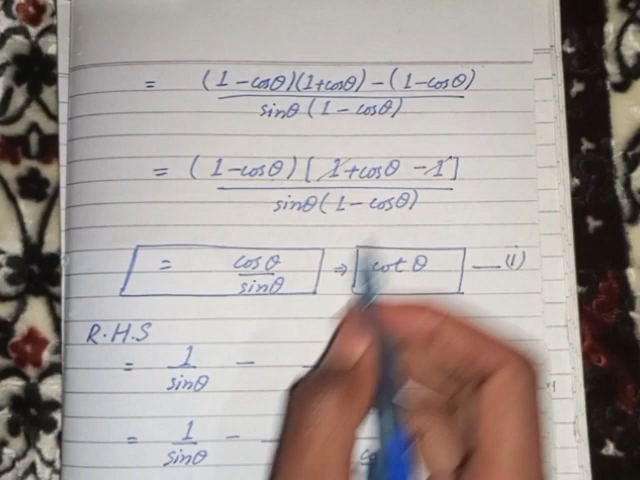 = (1-cosθ)(1+cosθ)-(1-cosθ) / sinθ(1-cosθ)
= (1-cosθ)[1+cosθ-1] / sinθ(1-cosθ)
= cosθ / sinθ ⇒ cotθ —(i)
R.H.S
= 1 / sinθ -
= 1 / sinθ -